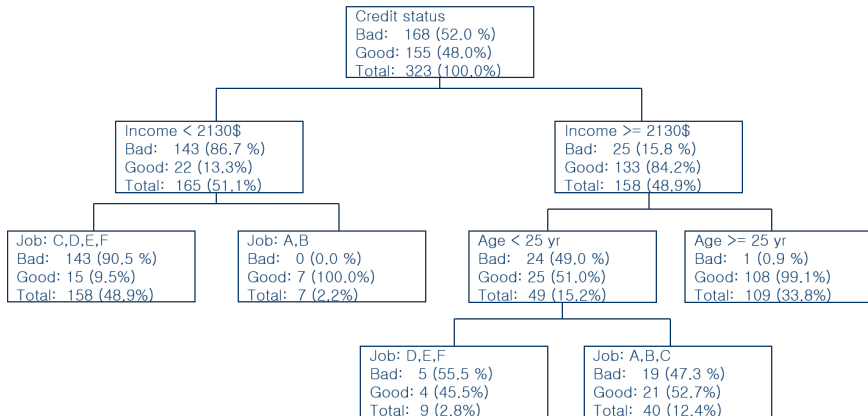 Credit status
Bad: 168 (52.0 %)
Good: 155 (48.0%)
Total: 323 (100.0%)
Income < 2130$
Bad: 143 (86.7 %)
Good: 22 (13.3%)
Total: 165 (51.1%)
Income >= 2130$
Bad: 25 (15.8 %)
Good: 133 (84.2%)
Total: 158 (48.9%)
Job: C,D,E,F
Bad: 143 (90.5 %)
Good: 15 (9.5%)
Total: 158 (48.9%)
Job: A,B
Bad: 0 (0.0 %)
Good: 7 (100.0%)
Total: 7 (2.2%)
Age < 25 yr
Bad: 24 (49.0 %)
Good: 25 (51.0%)
Total: 49 (15.2%)
Age >= 25 yr
Bad: 1 (0.9 %)
Good: 108 (99.1%)
Total: 109 (33.8%)
Job: D,E,F
Bad: 5 (55.5 %)
Good: 4 (45.5%)
Total: 9 (2.8%)
Job: A,B,C
Bad: 19 (47.3 %)
Good: 21 (52.7%)
Total: 40 (12.4%)